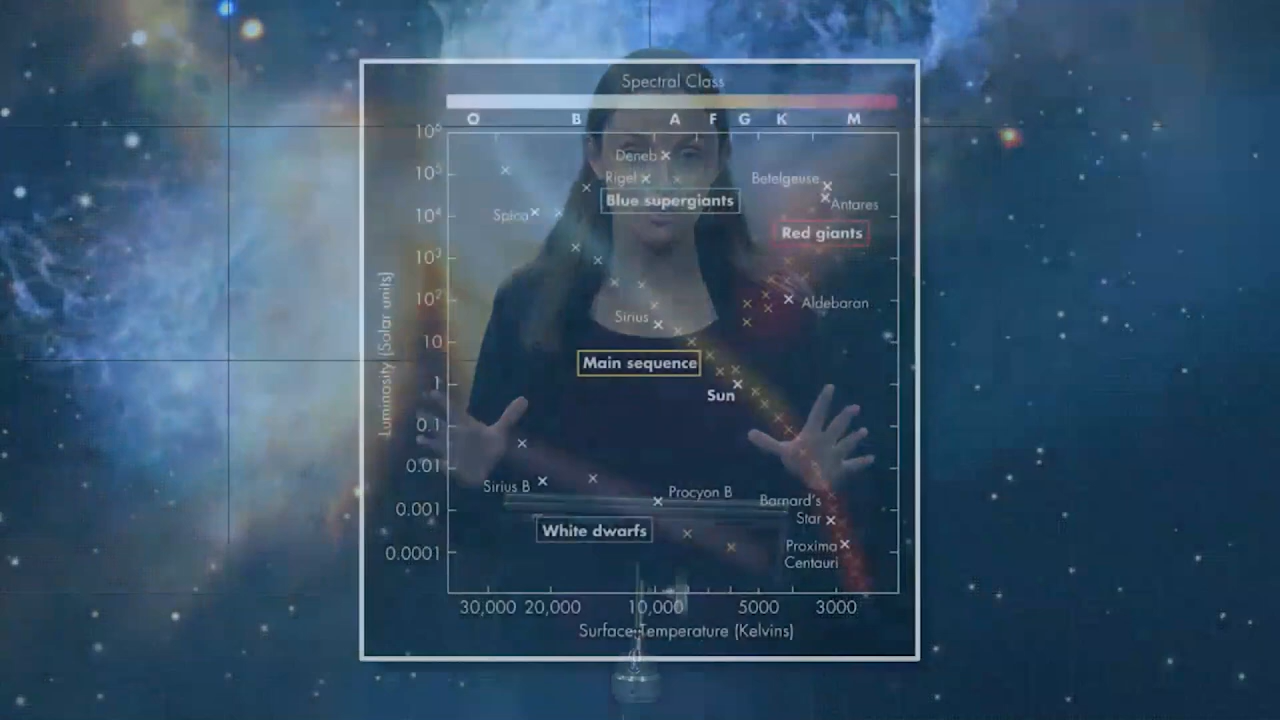 Spectral Class
O B A F G K M
10⁶
Deneb
10⁵
Rigel
Betelgeuse
Blue supergiants
Antares
10⁴
Spica
Red giants
10³
10²
Aldebaran
Sirius
10
Main sequence
1
Sun
0.1
0.01
Sirius B
Procyon B
Barnard's
Star
0.001
White dwarfs
Proxima
Centauri
0.0001
30,000 20,000 10,000 5000 3000
Surface Temperature (Kelvins)
Luminosity (Solar units)